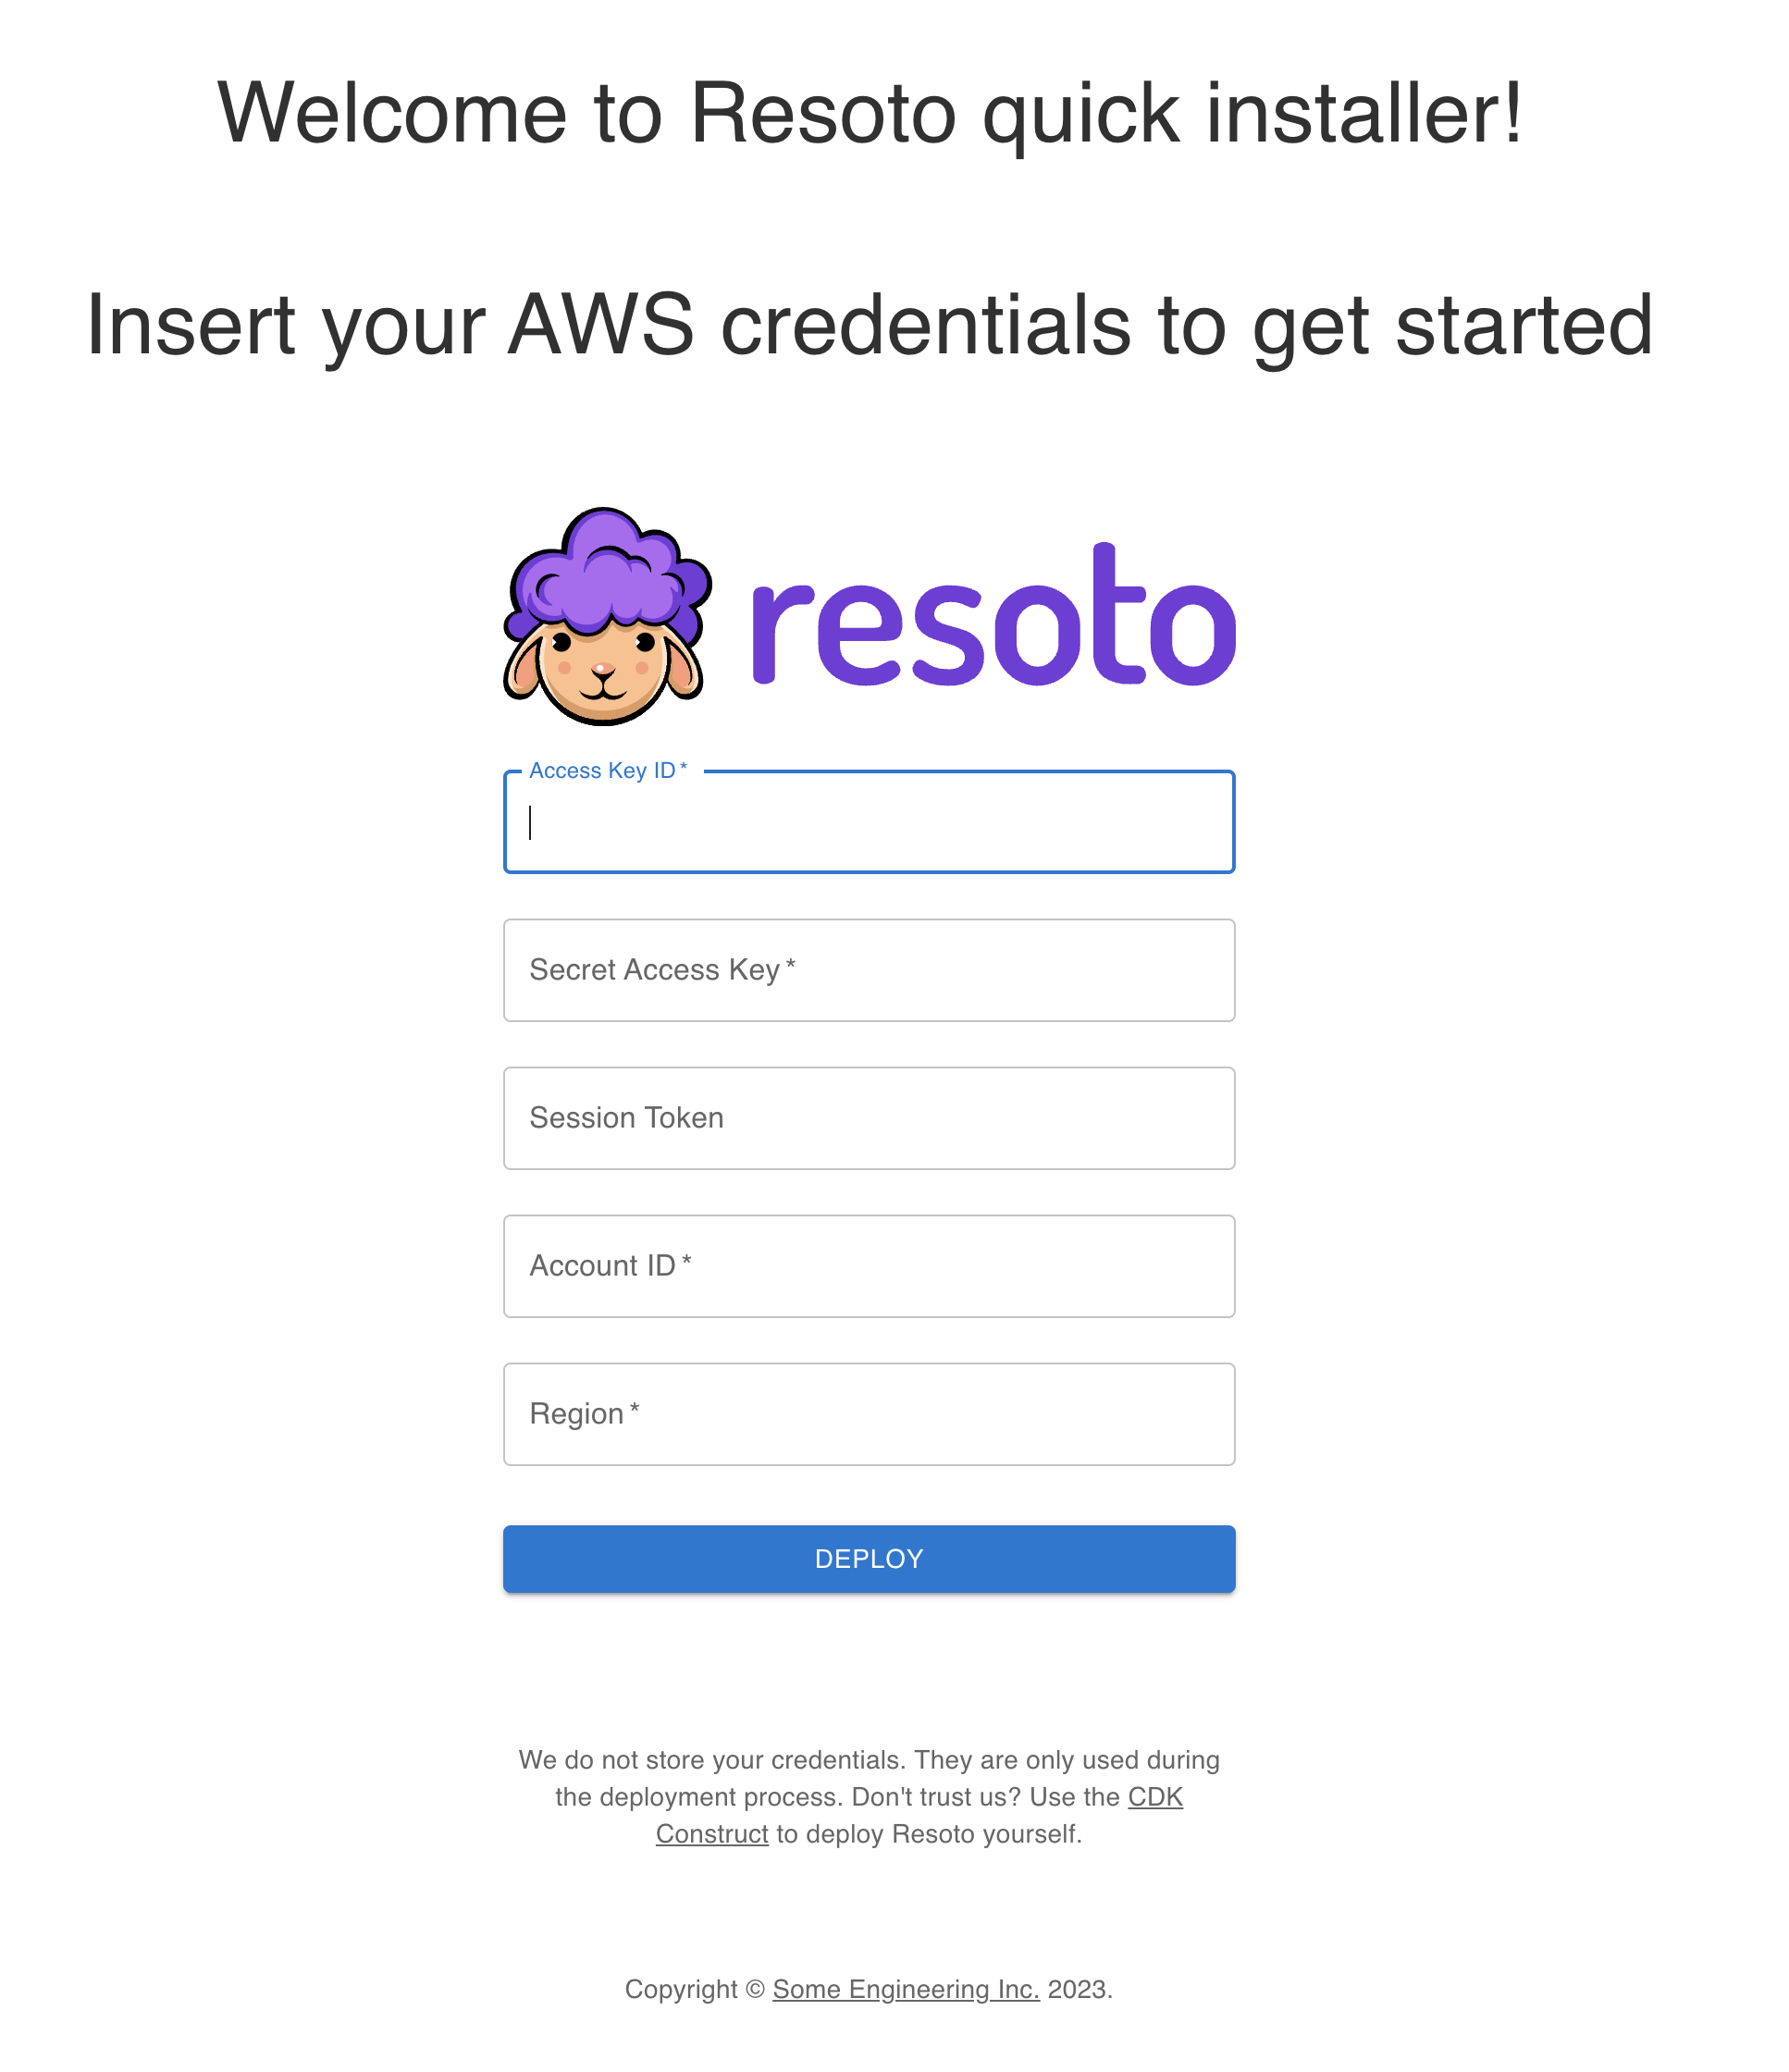 Welcome to Resoto quick installer!
Insert your AWS credentials to get started
resoto
Access Key ID *
Secret Access Key *
Session Token
Account ID *
Region *
DEPLOY
We do not store your credentials. They are only used during
the deployment process. Don't trust us? Use the CDK
Construct to deploy Resoto yourself.
Copyright © Some Engineering Inc. 2023.